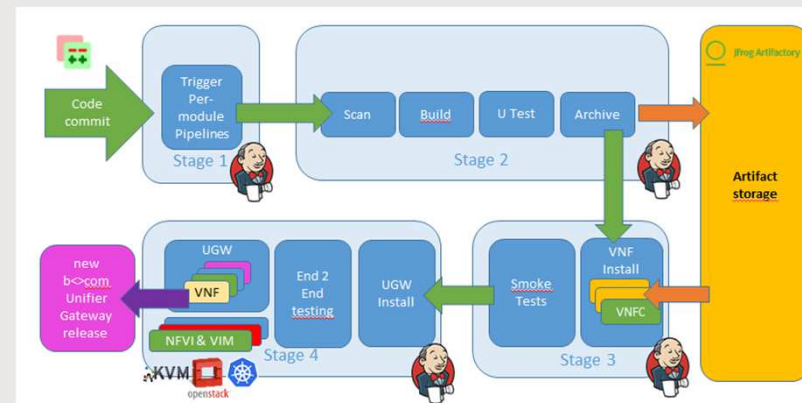 Code
commit
Trigger
Per-
module
Pipelines
Stage 1
Scan
Build
U Test
Archive
Stage 2
JFrog Artifactory
Artifact
storage
new
b<>com
Unifier
Gateway
release
UGW
VNF
NFVI & VIM
End 2
End
testing
UGW
Install
Stage 4
KVM
openstack
Smoke
Tests
VNF
Install
VNFC
Stage 3